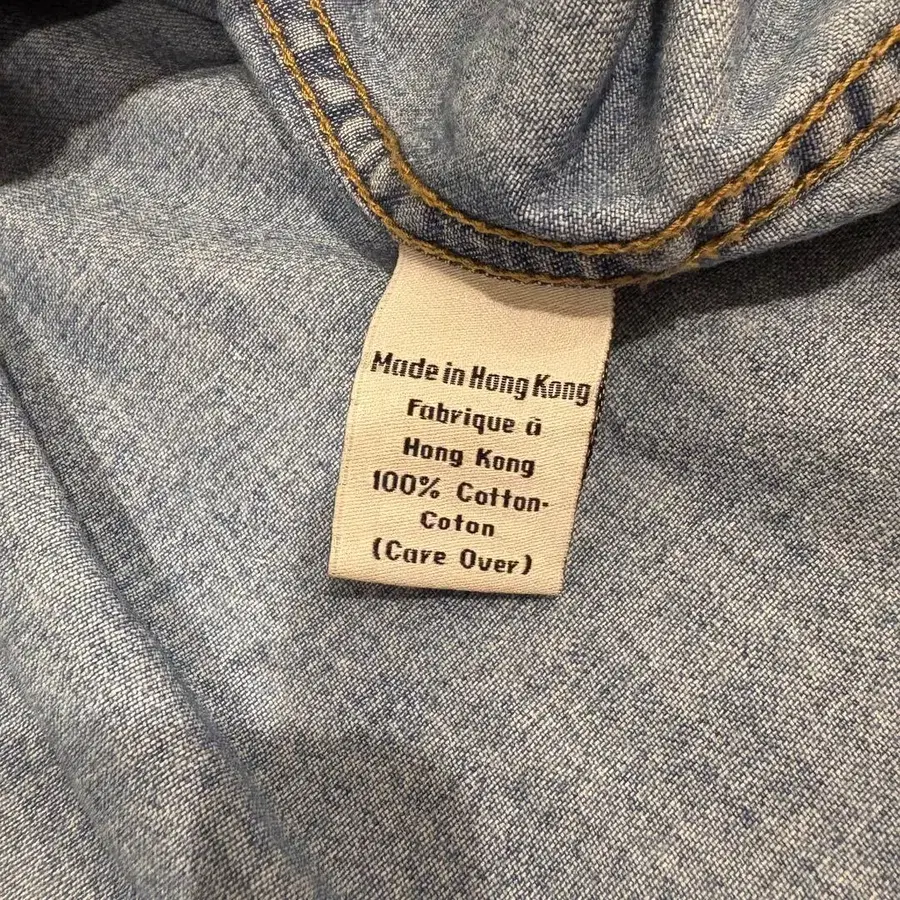 Made in Hong Kong
Fabrique à
Hong Kong
100% Cotton-
Coton
(Care Over)